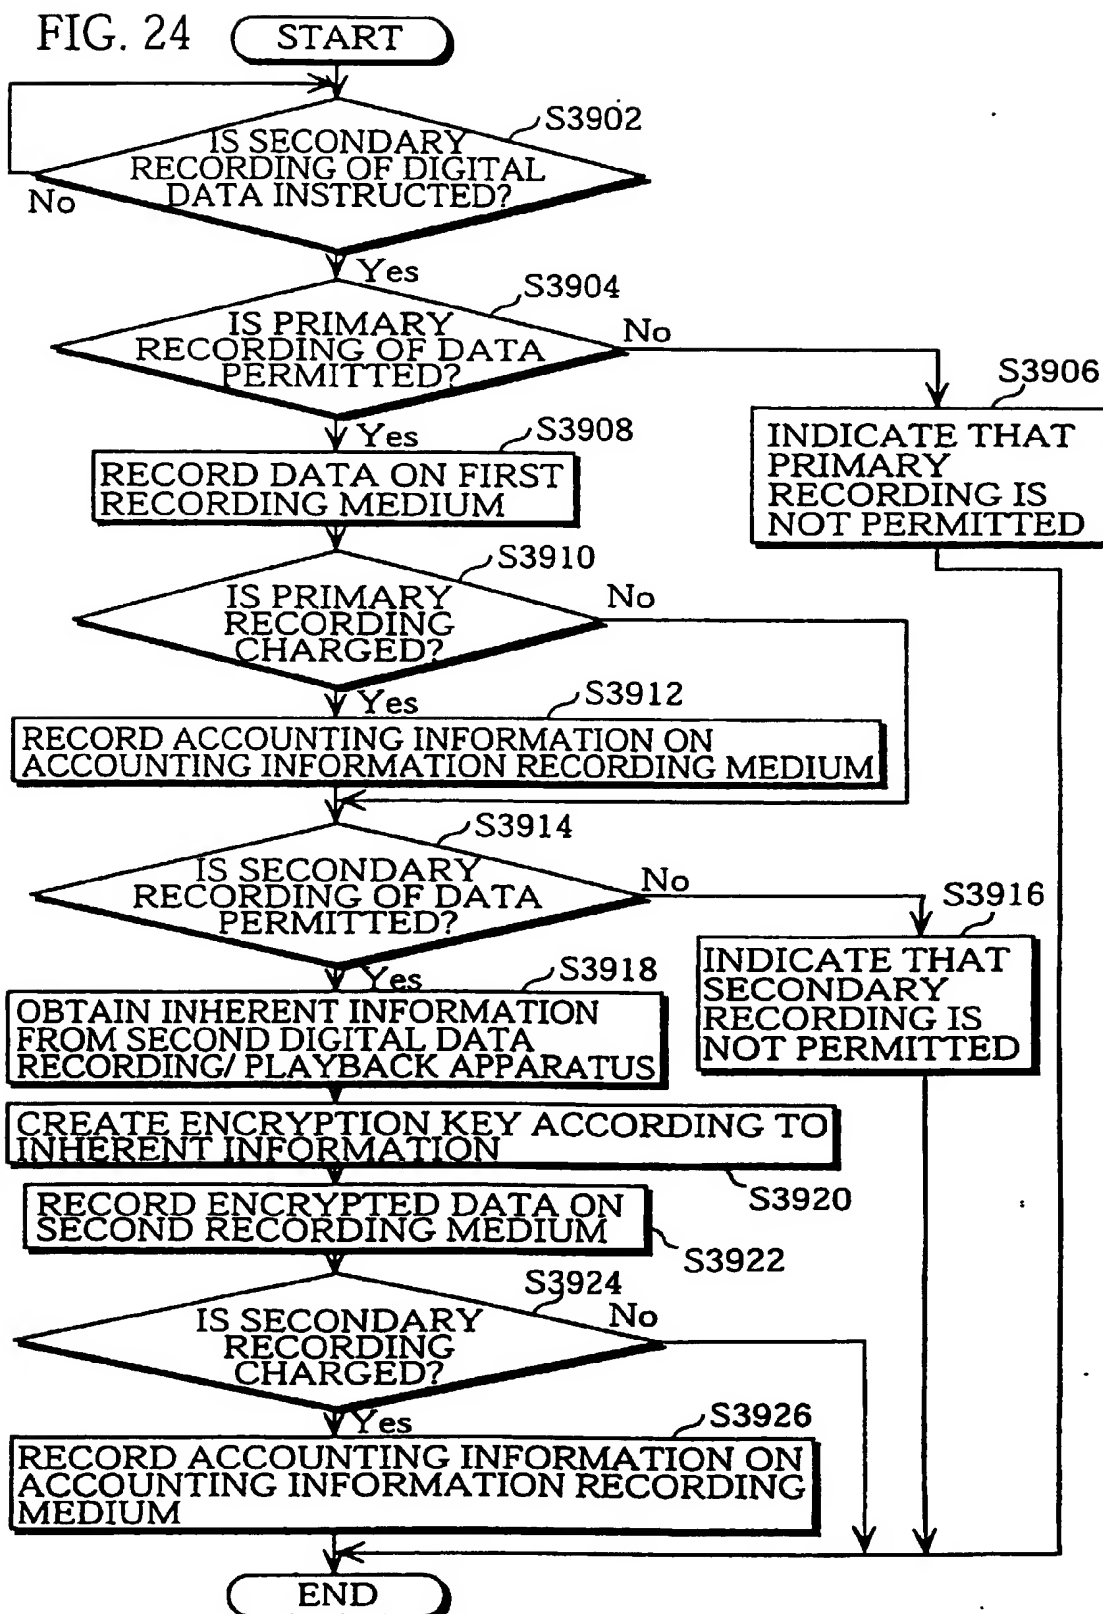 FIG. 24
START
S3902
IS SECONDARY
RECORDING OF DIGITAL
DATA INSTRUCTED?
No
Yes
S3904
IS PRIMARY
RECORDING OF DATA
PERMITTED?
No
S3906
INDICATE THAT
PRIMARY
RECORDING IS
NOT PERMITTED
Yes
S3908
RECORD DATA ON FIRST
RECORDING MEDIUM
S3910
IS PRIMARY
RECORDING
CHARGED?
No
Yes
S3912
RECORD ACCOUNTING INFORMATION ON
ACCOUNTING INFORMATION RECORDING MEDIUM
S3914
IS SECONDARY
RECORDING OF DATA
PERMITTED?
No
S3916
INDICATE THAT
SECONDARY
RECORDING IS
NOT PERMITTED
Yes
S3918
OBTAIN INHERENT INFORMATION
FROM SECOND DIGITAL DATA
RECORDING/ PLAYBACK APPARATUS
CREATE ENCRYPTION KEY ACCORDING TO
INHERENT INFORMATION
S3920
RECORD ENCRYPTED DATA ON
SECOND RECORDING MEDIUM
S3922
S3924
IS SECONDARY
RECORDING
CHARGED?
No
Yes
S3926
RECORD ACCOUNTING INFORMATION ON
ACCOUNTING INFORMATION RECORDING
MEDIUM
END